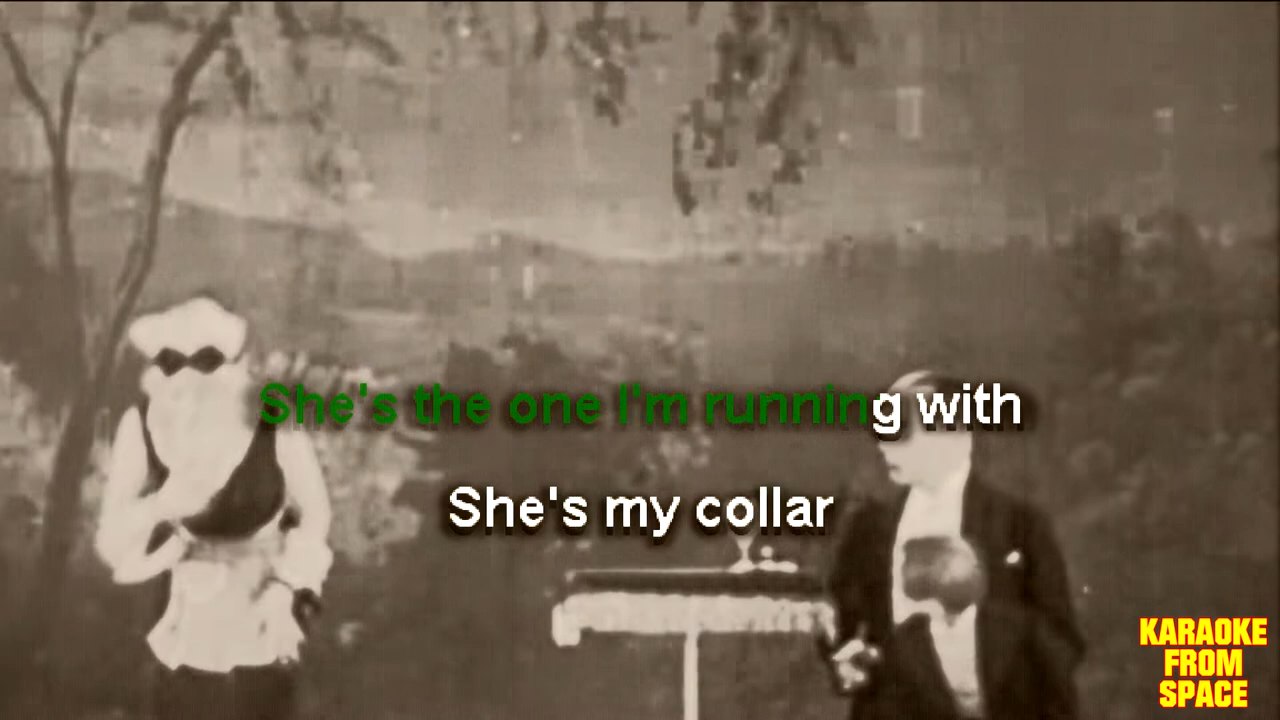 She's the one I'm running with
She's my collar
KARAOKE
FROM
SPACE